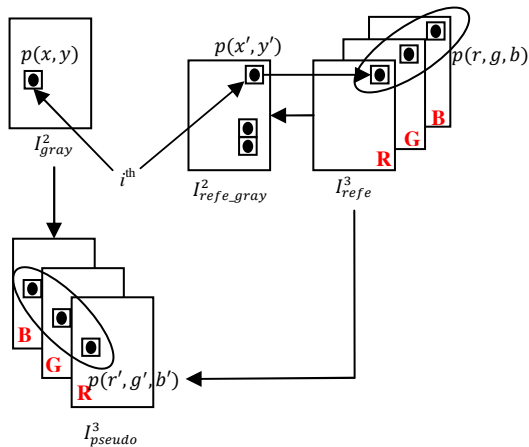 p(x, y)
p(x′, y′)
p(r, g, b)
R
G
B
I²gray
iᵗʰ
I²refe_gray
I³refe
B
G
R
p(r′, g′, b′)
I³pseudo